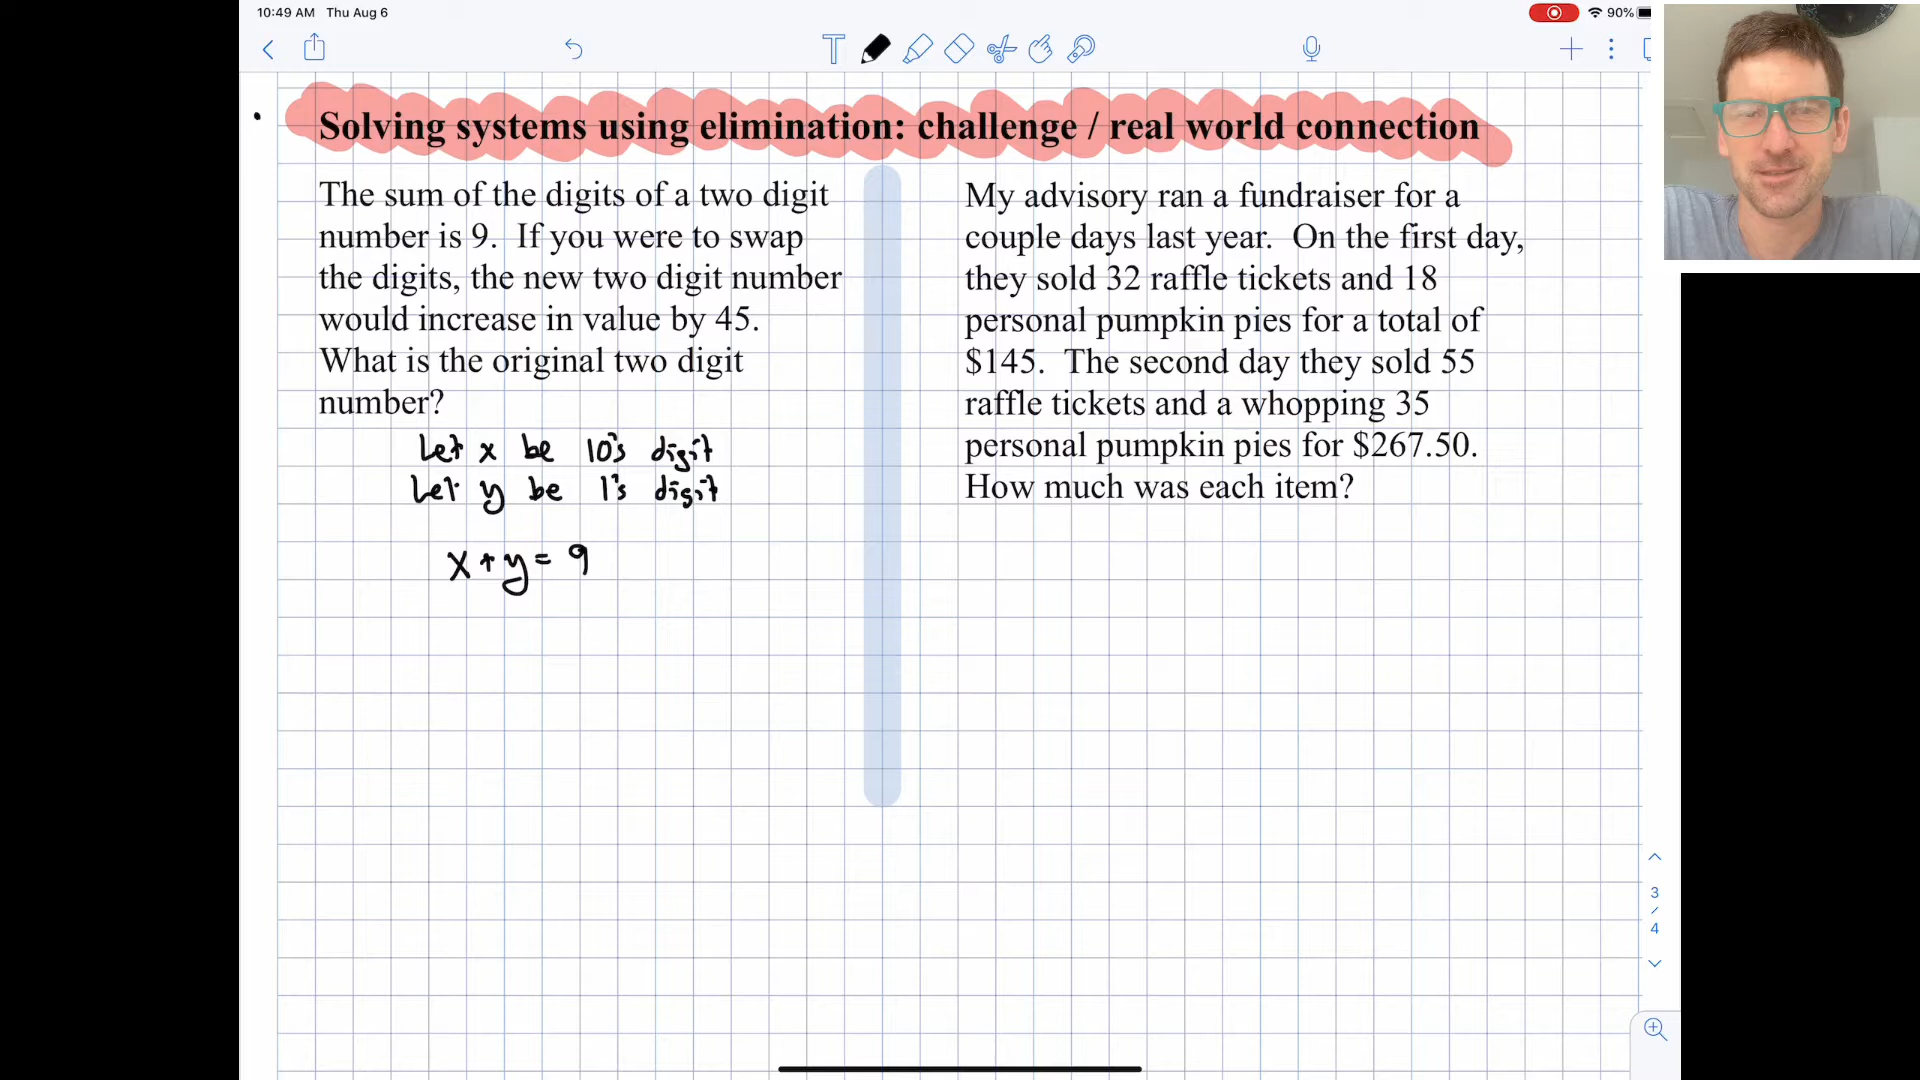 10:49 AM Thu Aug 6
90%
Solving systems using elimination: challenge / real world connection
The sum of the digits of a two digit
number is 9. If you were to swap
the digits, the new two digit number
would increase in value by 45.
What is the original two digit
number?
Let x be 10's digit
Let y be 1's digit
x + y = 9
My advisory ran a fundraiser for a
couple days last year. On the first day,
they sold 32 raffle tickets and 18
personal pumpkin pies for a total of
$145. The second day they sold 55
raffle tickets and a whopping 35
personal pumpkin pies for $267.50.
How much was each item?
3
/
4